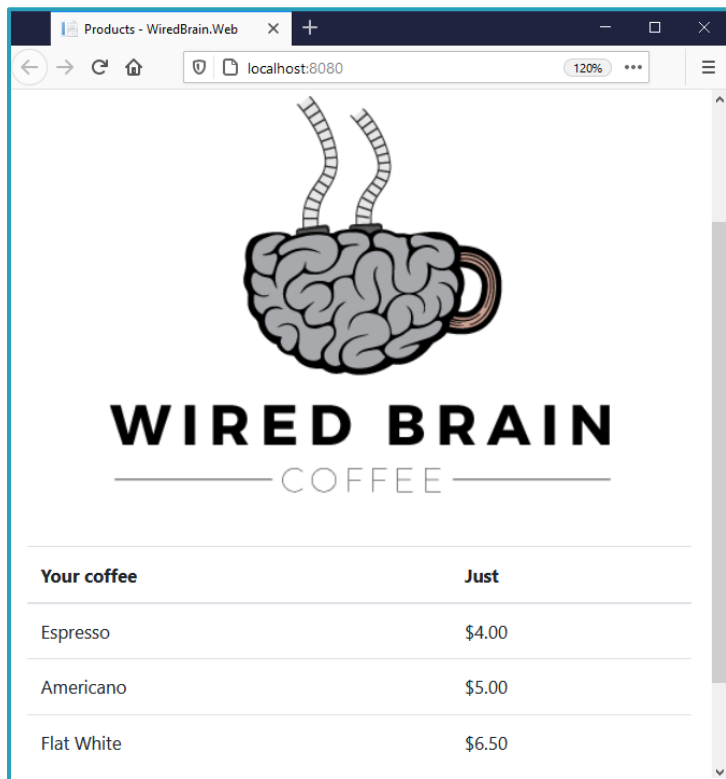 Products - WiredBrain.Web
localhost:8080
120%
WIRED BRAIN
COFFEE
Your coffee Just
Espresso $4.00
Americano $5.00
Flat White $6.50